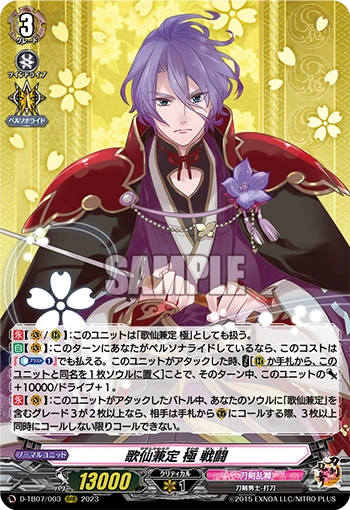 3
グレード
ツインドライブ
ペルソナライド
SAMPLE
【永】【(V)/(R)】:このユニットは「歌仙兼定 極」としても扱う。
【自】【(V)/(R)】:このターンにあなたがペルソナライドしているなら、このコストは
【ソウルブラスト(1)】でも払える。このユニットがアタックした時、【(R)か手札から、このユ
ニットと同名を1枚ソウルに置く】ことで、そのターン中、このユニットの
+10000/ドライブ+1。
【永】【(V)】:このユニットがアタックしたバトル中、あなたのソウルに「歌仙兼定」を
含むグレード3が2枚以上なら、相手は手札から(G)にコールする際、3枚以上
同時にコールしない限りコールできない。
ノーマルユニット
歌仙兼定 極 戦闘
パワー
13000
クリティカル
1
刀剣乱舞
刀剣男士・打刀
D-TB07/003 RRR 2023
©2015 EXNOA LLC/NITRO PLUS